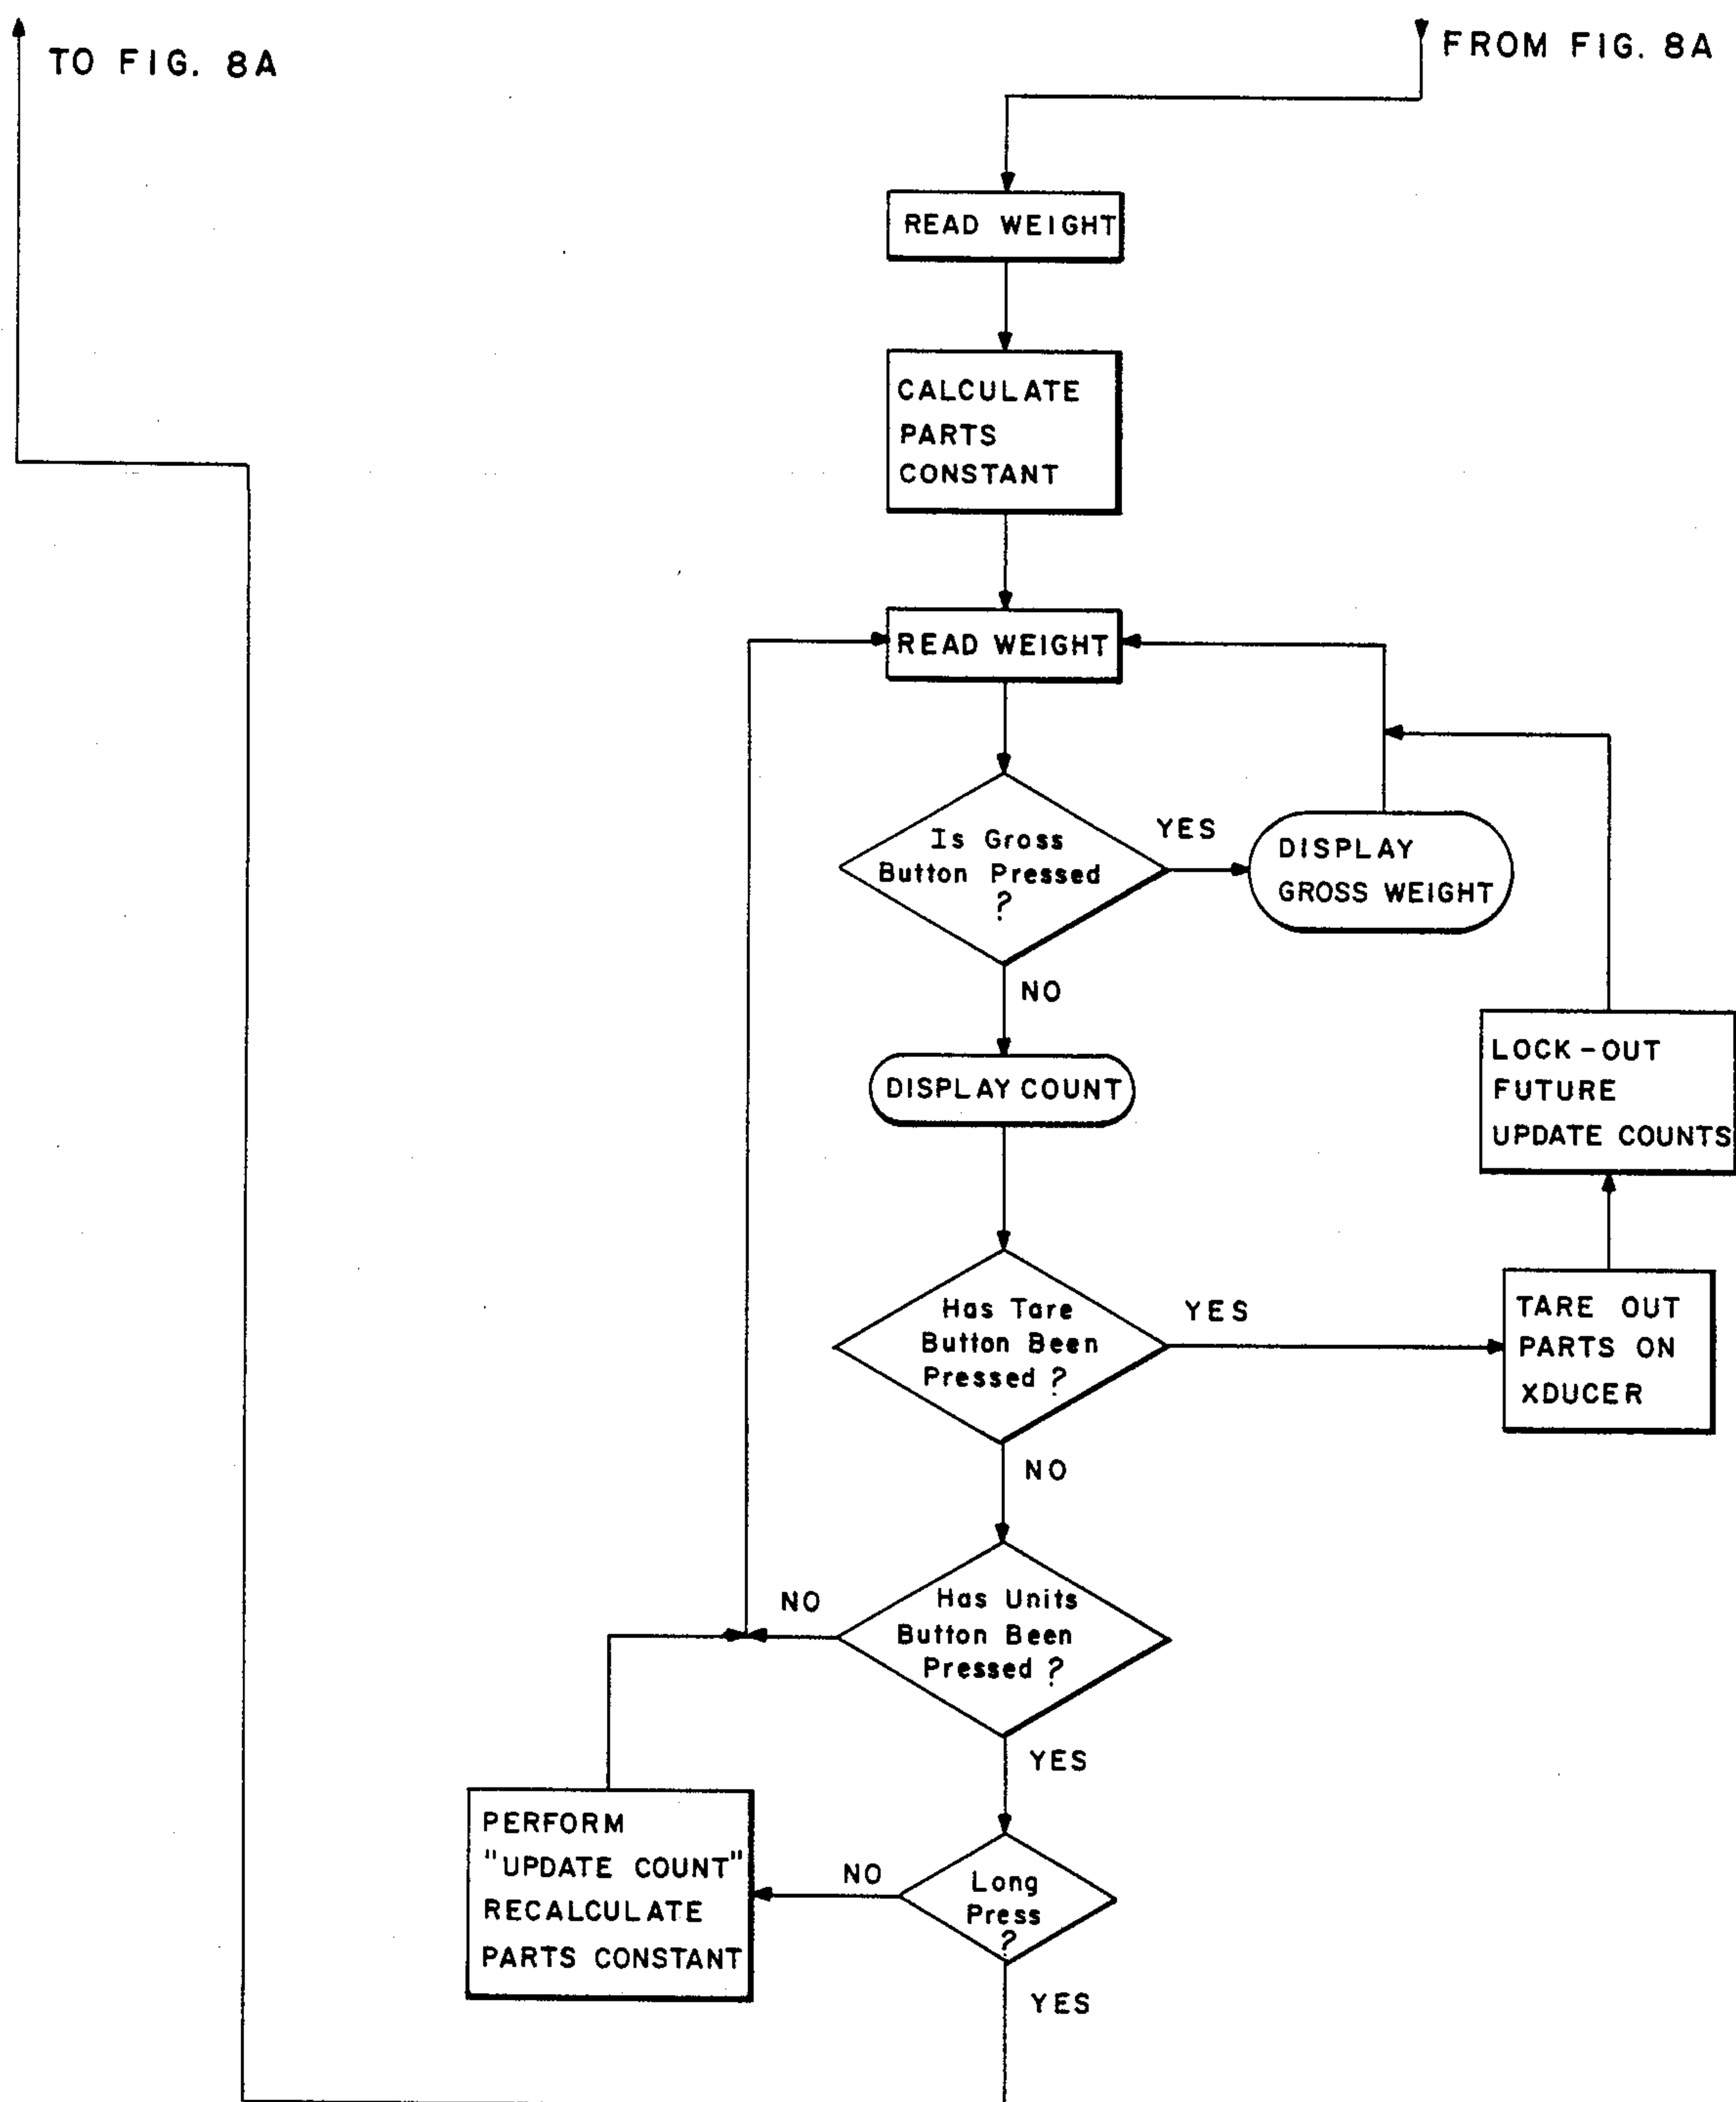 TO FIG. 8A
FROM FIG. 8A
READ WEIGHT
CALCULATE
PARTS
CONSTANT
READ WEIGHT
Is Gross
Button Pressed
?
YES
DISPLAY
GROSS WEIGHT
NO
DISPLAY COUNT
LOCK-OUT
FUTURE
UPDATE COUNTS
Has Tare
Button Been
Pressed ?
YES
TARE OUT
PARTS ON
XDUCER
NO
Has Units
Button Been
Pressed ?
NO
YES
Long
Press
?
NO
PERFORM
"UPDATE COUNT"
RECALCULATE
PARTS CONSTANT
YES